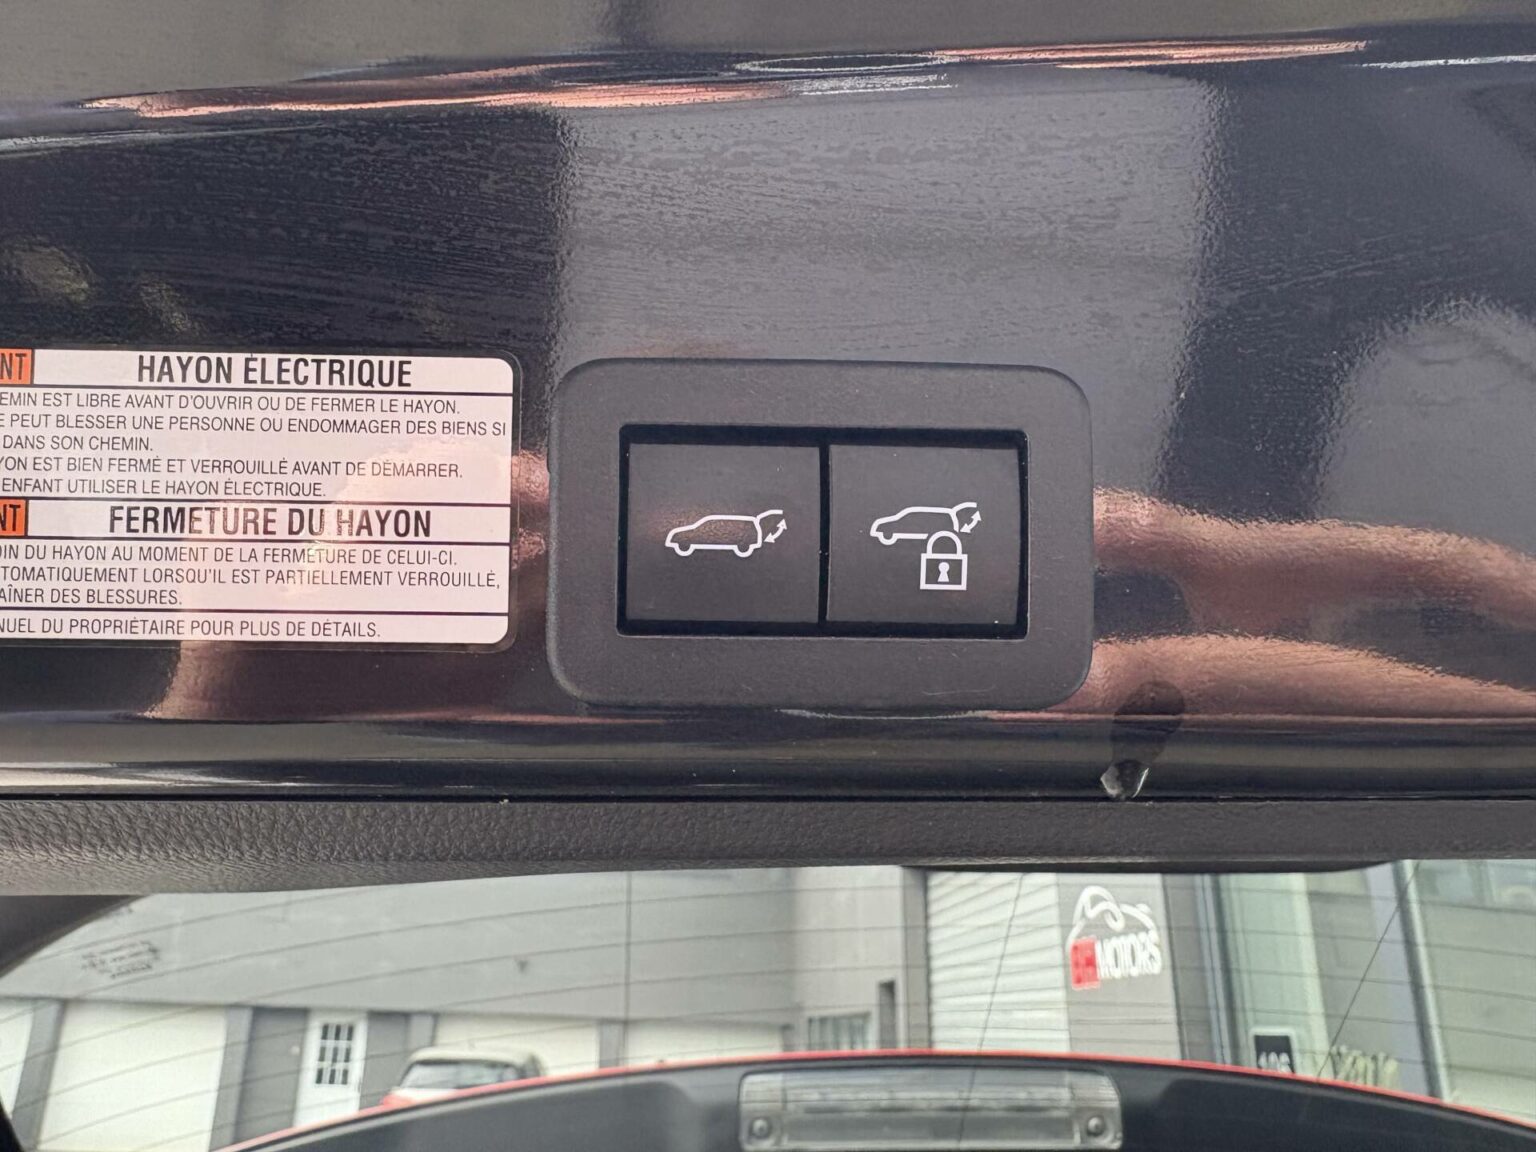 NT HAYON ÉLECTRIQUE
EMIN EST LIBRE AVANT D'OUVRIR OU DE FERMER LE HAYON.
E PEUT BLESSER UNE PERSONNE OU ENDOMMAGER DES BIENS SI
DANS SON CHEMIN.
YON EST BIEN FERMÉ ET VERROUILLÉ AVANT DE DÉMARRER.
ENFANT UTILISER LE HAYON ÉLECTRIQUE.
NT FERMETURE DU HAYON
OIN DU HAYON AU MOMENT DE LA FERMETURE DE CELUI-CI.
TOMATIQUEMENT LORSQU'IL EST PARTIELLEMENT VERROUILLÉ,
AÎNER DES BLESSURES.
NUEL DU PROPRIÉTAIRE POUR PLUS DE DÉTAILS.
MOTORS